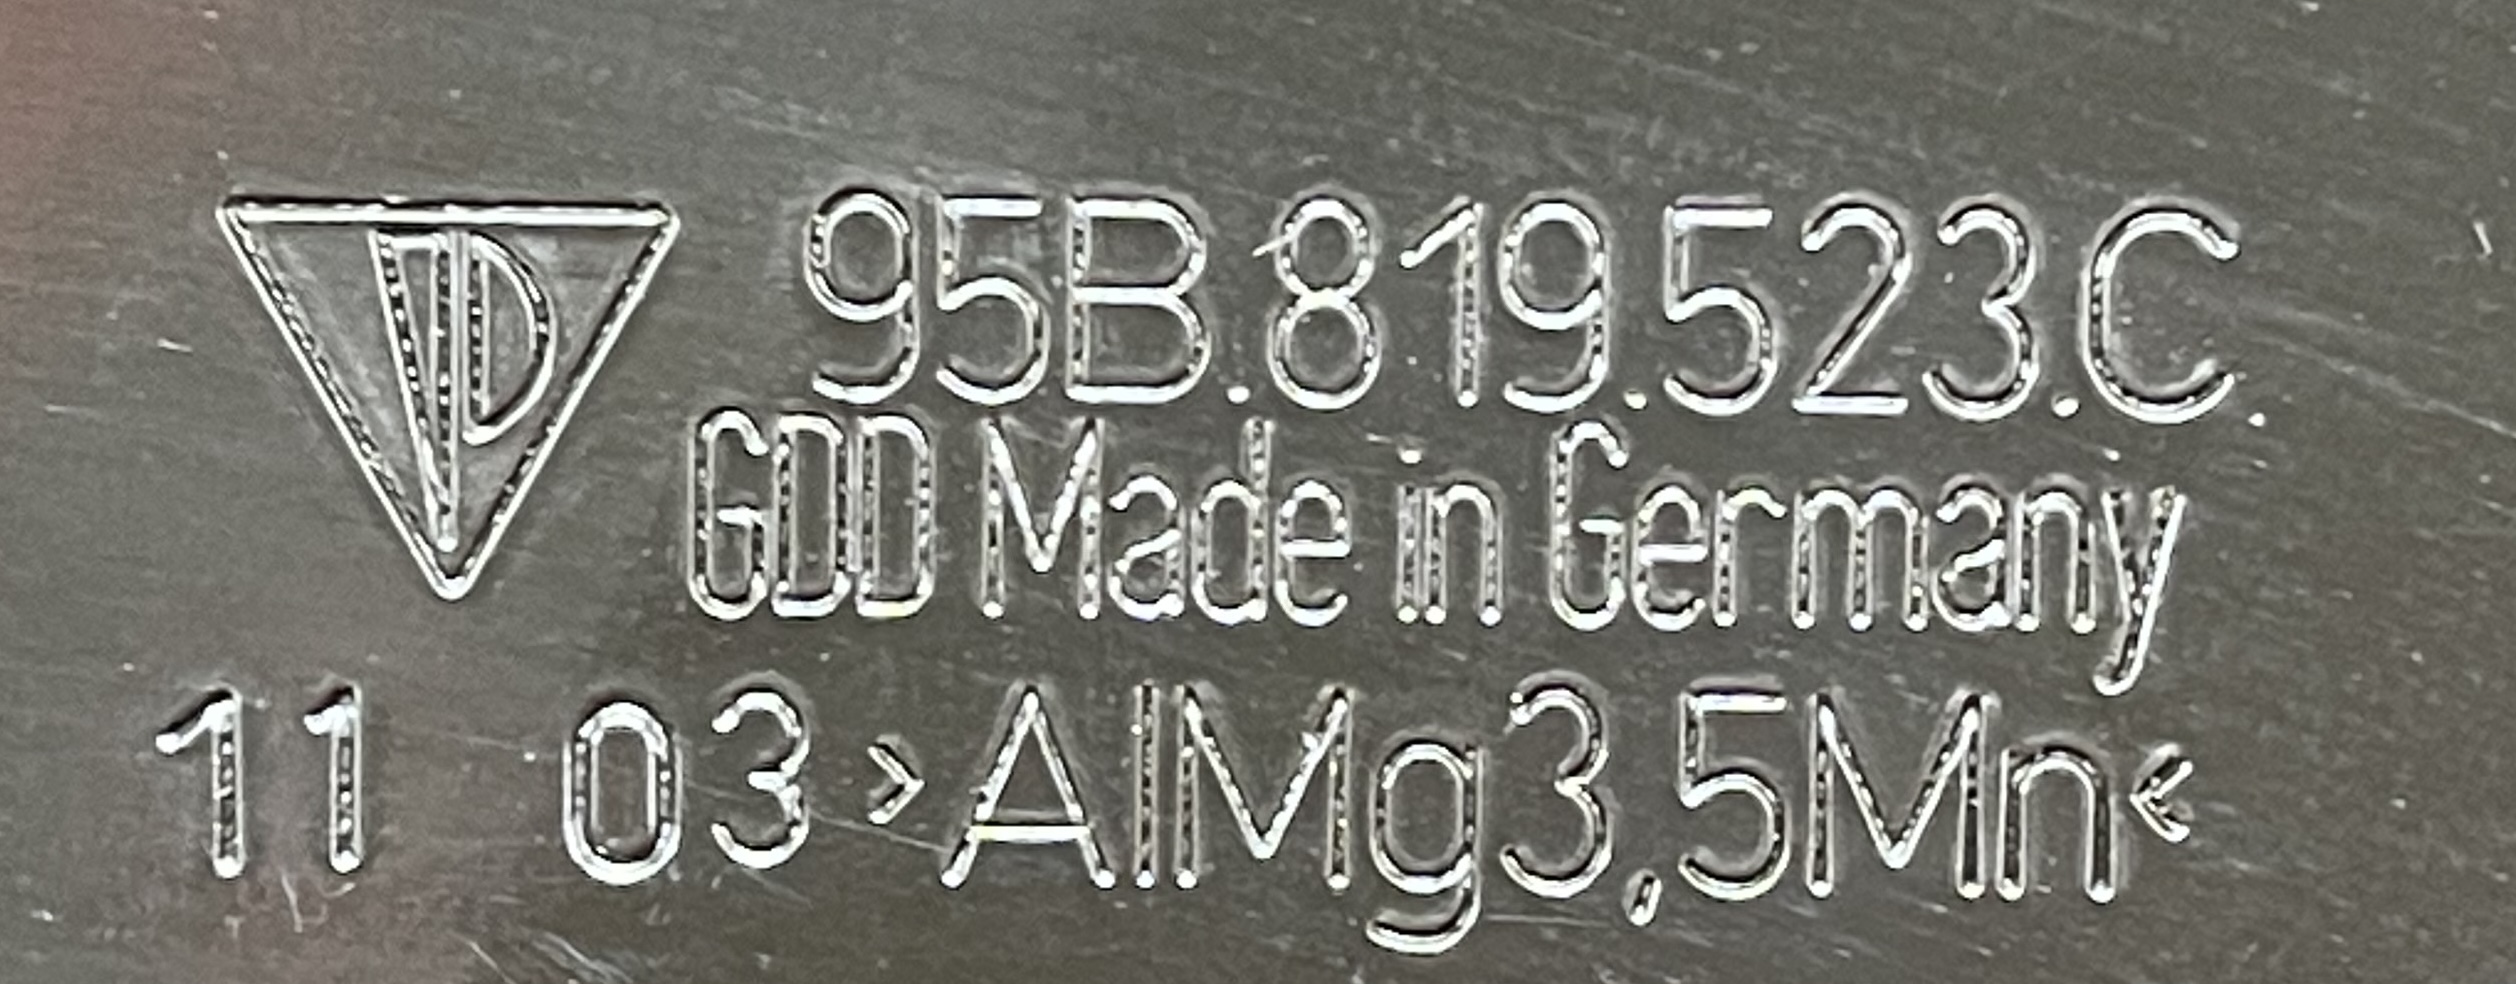 95B.819.523.C.
GDD Made in Germany
11 03 >AlMg3,5Mn<